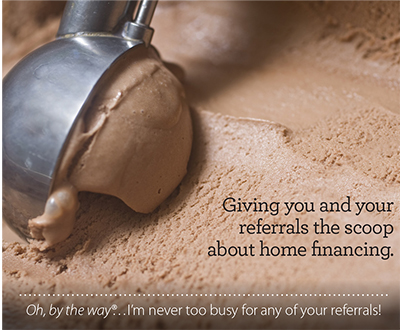 Giving you and your
referrals the scoop
about home financing.
Oh, by the way®...I'm never too busy for any of your referrals!